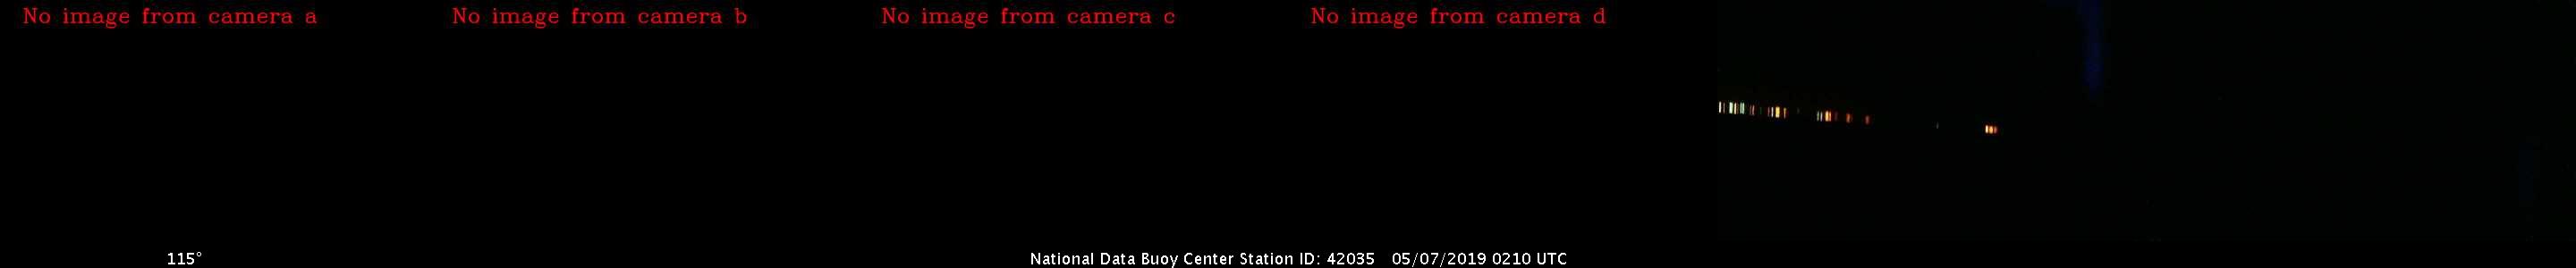 No image from camera a
No image from camera b
No image from camera c
No image from camera d
115°
National Data Buoy Center Station ID: 42035 05/07/2019 0210 UTC